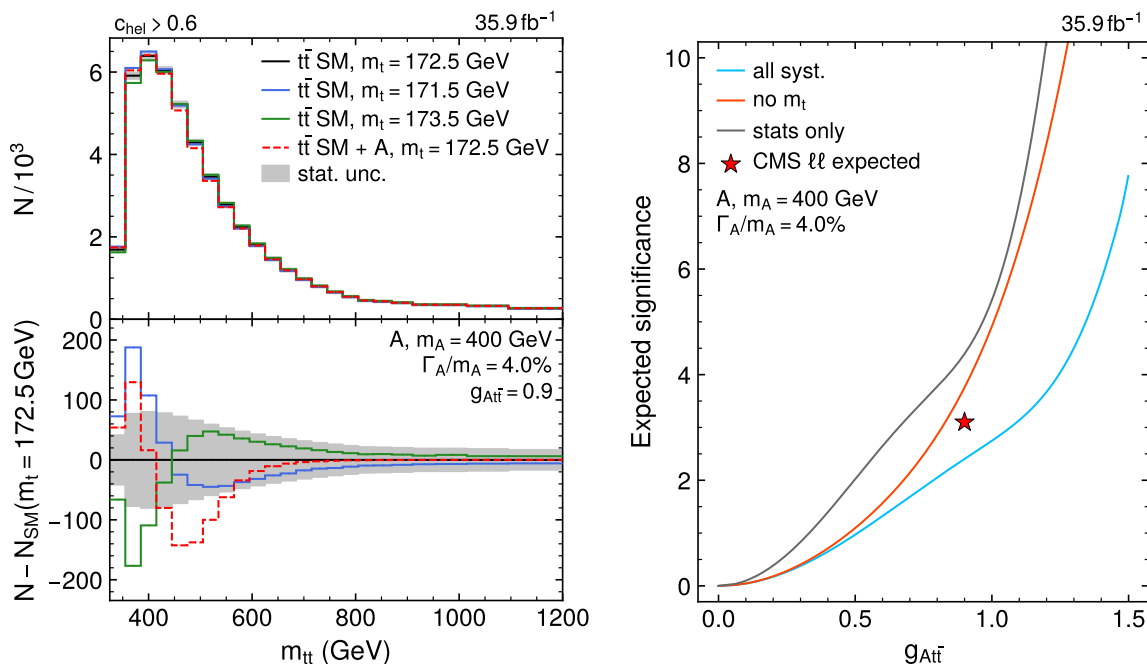 c_hel > 0.6
35.9 fb⁻¹
tt̄ SM, m_t = 172.5 GeV
tt̄ SM, m_t = 171.5 GeV
tt̄ SM, m_t = 173.5 GeV
tt̄ SM + A, m_t = 172.5 GeV
stat. unc.
N / 10³
6
4
2
0
A, m_A = 400 GeV
Γ_A/m_A = 4.0%
g_Att̄ = 0.9
N − N_SM(m_t = 172.5 GeV)
200
100
0
−100
−200
400
600
800
1000
1200
m_tt (GeV)
35.9 fb⁻¹
all syst.
no m_t
stats only
CMS ℓℓ expected
A, m_A = 400 GeV
Γ_A/m_A = 4.0%
Expected significance
10
8
6
4
2
0
0.0
0.5
1.0
1.5
g_Att̄